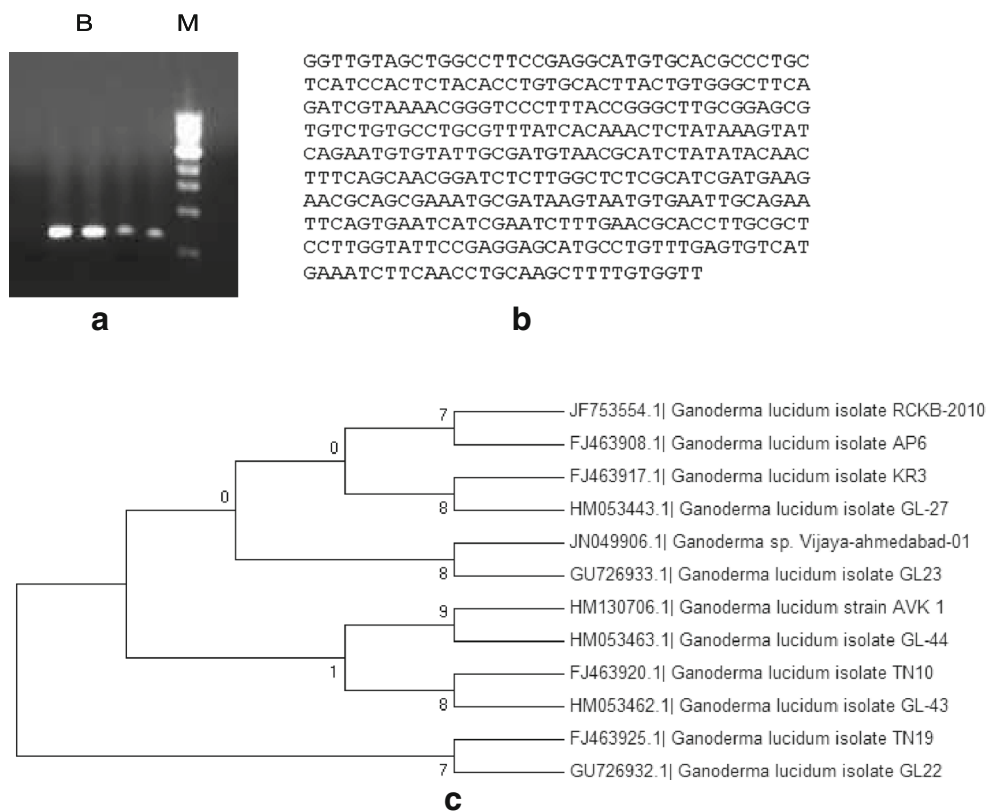 B M
GGTTGTAGCTGGCCTTCCGAGGCATGTGCACGCCCTGC
TCATCCACTCTACACCTGTGCACTTACTGTGGGCTTCA
GATCGTAAAACGGGTCCCTTTACCGGGCTTGCGGAGCG
TGTCTGTGCCTGCGTTTATCACAAACTCTATAAAGTAT
CAGAATGTGTATTGCGATGTAACGCATCTATATACAAC
TTTCAGCAACGGATCTCTTGGCTCTCGCATCGATGAAG
AACGCAGCGAAATGCGATAAGTAATGTGAATTGCAGAA
TTCAGTGAATCATCGAATCTTTGAACGCACCTTGCGCT
CCTTGGTATTCCGAGGAGCATGCCTGTTTGAGTGTCAT
GAAATCTTCAACCTGCAAGCTTTTGTGGTT
a b
7 JF753554.1| Ganoderma lucidum isolate RCKB-2010
FJ463908.1| Ganoderma lucidum isolate AP6
0
FJ463917.1| Ganoderma lucidum isolate KR3
8 HM053443.1| Ganoderma lucidum isolate GL-27
0
JN049906.1| Ganoderma sp. Vijaya-ahmedabad-01
8 GU726933.1| Ganoderma lucidum isolate GL23
9 HM130706.1| Ganoderma lucidum strain AVK 1
HM053463.1| Ganoderma lucidum isolate GL-44
1 FJ463920.1| Ganoderma lucidum isolate TN10
8 HM053462.1| Ganoderma lucidum isolate GL-43
FJ463925.1| Ganoderma lucidum isolate TN19
7 GU726932.1| Ganoderma lucidum isolate GL22
c